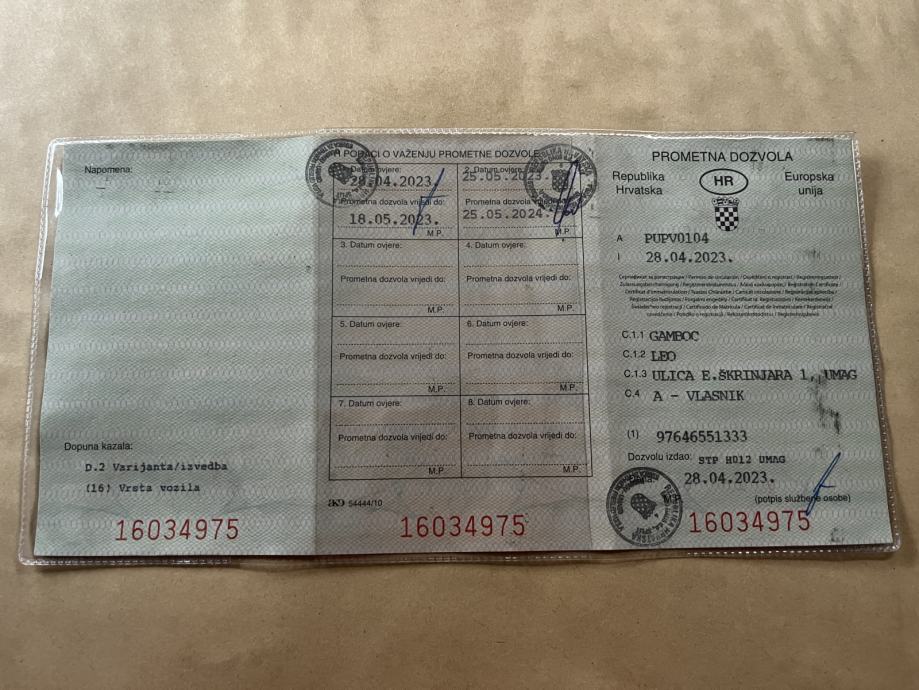 Napomena:
Dopuna kazala:
D.2 Varijanta/izvedba
(16) Vrsta vozila
16034975
PODACI O VAŽENJU PROMETNE DOZVOLE
1. Datum ovjere:
28.04.2023.
Prometna dozvola vrijedi do:
18.05.2023.
M.P.
2. Datum ovjere:
25.05.2023.
Prometna dozvola vrijedi do:
25.05.2024.
M.P.
3. Datum ovjere:
Prometna dozvola vrijedi do:
M.P.
4. Datum ovjere:
Prometna dozvola vrijedi do:
M.P.
5. Datum ovjere:
Prometna dozvola vrijedi do:
M.P.
6. Datum ovjere:
Prometna dozvola vrijedi do:
M.P.
7. Datum ovjere:
Prometna dozvola vrijedi do:
M.P.
8. Datum ovjere:
Prometna dozvola vrijedi do:
M.P.
54444/10
16034975
PROMETNA DOZVOLA
Republika Hrvatska
HR
Europska unija
A PUPV0104
I 28.04.2023.
C.1.1 GAMBOC
C.1.2 LEO
C.1.3 ULICA E.ŠKRINJARA 1, UMAG
C.4 A - VLASNIK
(1) 97646551333
Dozvolu izdao: STP H012 UMAG
28.04.2023.
(potpis službene osobe)
16034975